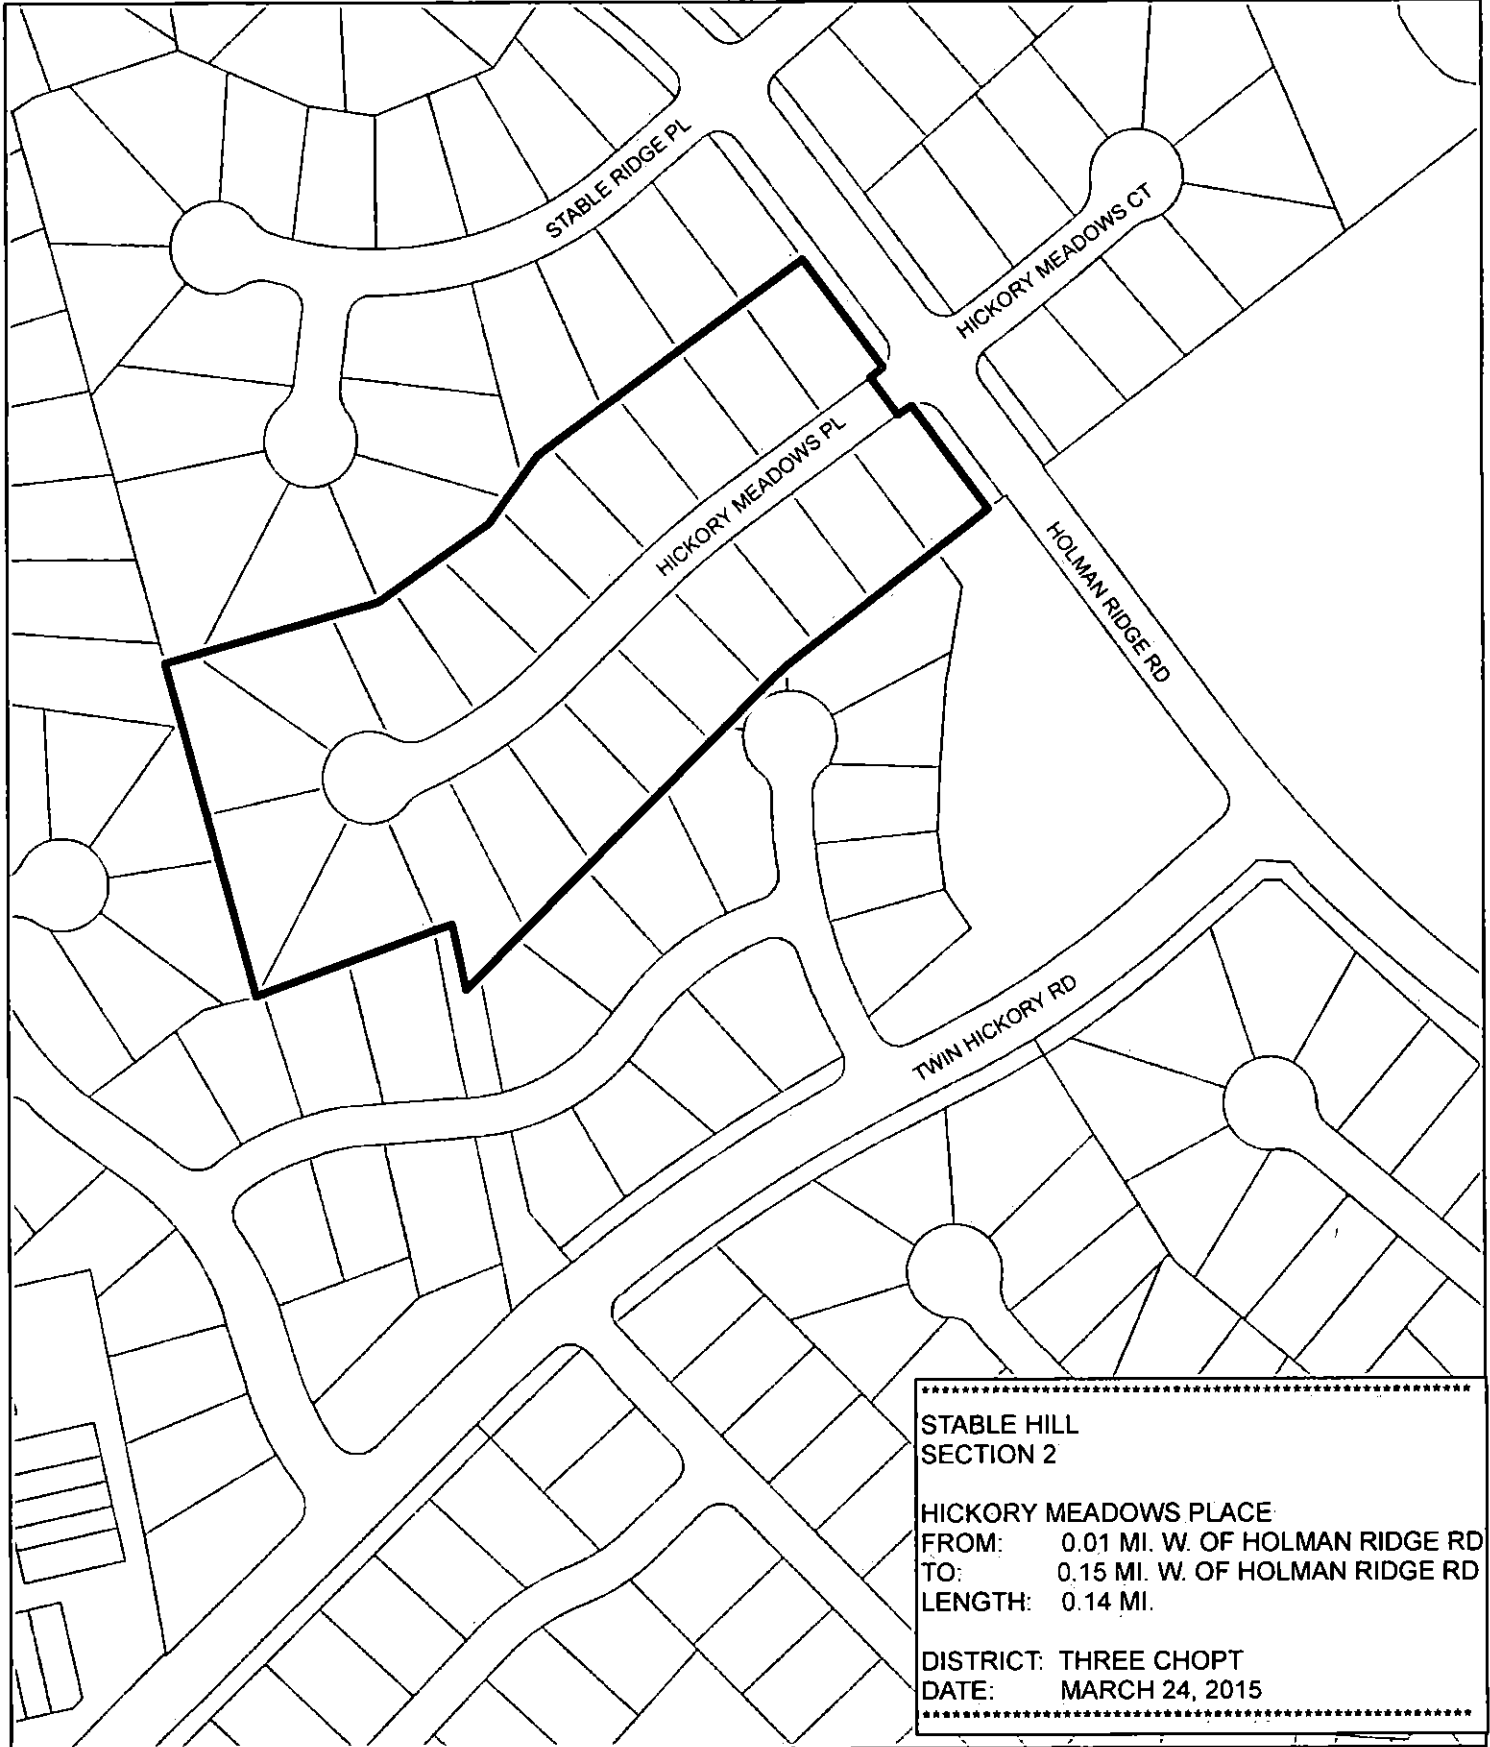 STABLE RIDGE PL
HICKORY MEADOWS CT
HICKORY MEADOWS PL
HOLMAN RIDGE RD
TWIN HICKORY RD
STABLE HILL
SECTION 2
HICKORY MEADOWS PLACE
FROM: 0.01 MI. W. OF HOLMAN RIDGE RD
TO: 0.15 MI. W. OF HOLMAN RIDGE RD
LENGTH: 0.14 MI.
DISTRICT: THREE CHOPT
DATE: MARCH 24, 2015